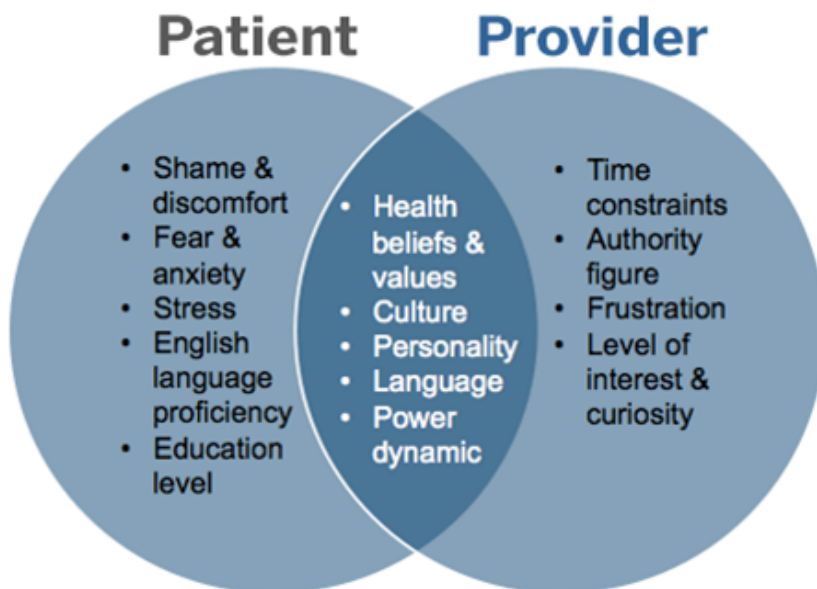 Patient
Provider
• Shame &
discomfort
• Fear &
anxiety
• Stress
• English
language
proficiency
• Education
level
• Health
beliefs &
values
• Culture
• Personality
• Language
• Power
dynamic
• Time
constraints
• Authority
figure
• Frustration
• Level of
interest &
curiosity